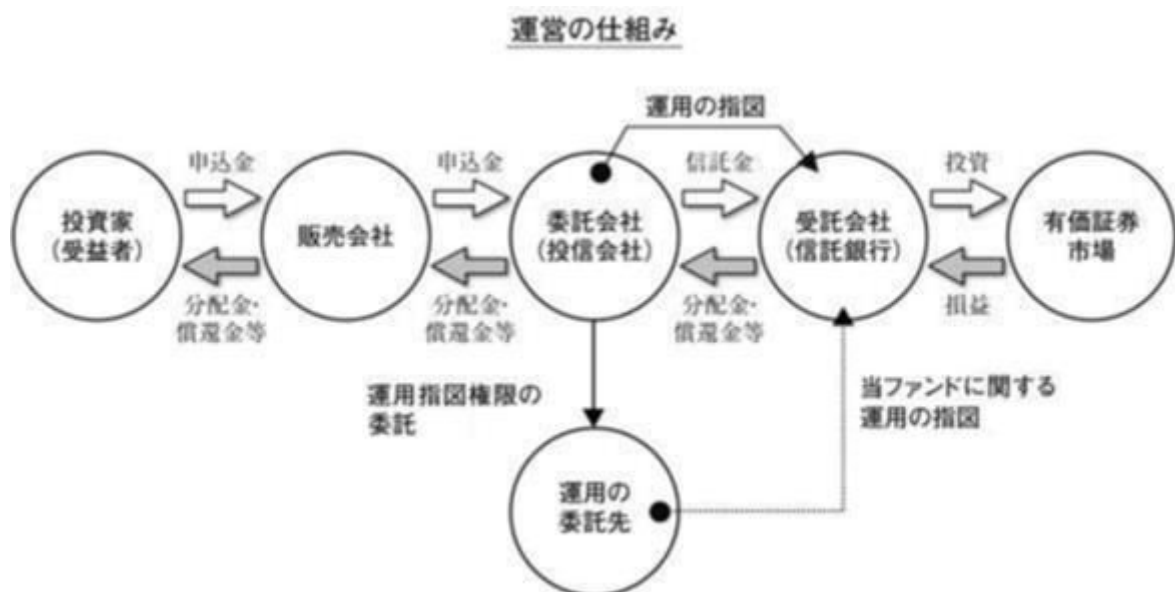 運営の仕組み
運用の指図
申込金
申込金
信託金
投資
投資家
(受益者)
販売会社
委託会社
(投信会社)
受託会社
(信託銀行)
有価証券
市場
分配金・
償還金等
分配金・
償還金等
分配金・
償還金等
損益
運用指図権限の
委託
当ファンドに関する
運用の指図
運用の
委託先